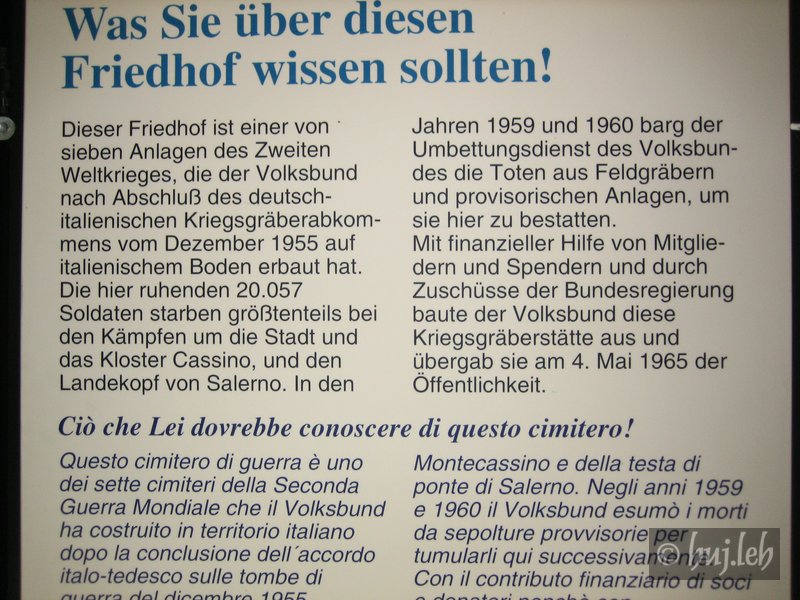 Was Sie über diesen
Friedhof wissen sollten!
Dieser Friedhof ist einer von
sieben Anlagen des Zweiten
Weltkrieges, die der Volksbund
nach Abschluß des deutsch-
italienischen Kriegsgräberabkom-
mens vom Dezember 1955 auf
italienischem Boden erbaut hat.
Die hier ruhenden 20.057
Soldaten starben größtenteils bei
den Kämpfen um die Stadt und
das Kloster Cassino, und den
Landekopf von Salerno. In den
Jahren 1959 und 1960 barg der
Umbettungsdienst des Volksbun-
des die Toten aus Feldgräbern
und provisorischen Anlagen, um
sie hier zu bestatten.
Mit finanzieller Hilfe von Mitglie-
dern und Spendern und durch
Zuschüsse der Bundesregierung
baute der Volksbund diese
Kriegsgräberstätte aus und
übergab sie am 4. Mai 1965 der
Öffentlichkeit.
Ciò che Lei dovrebbe conoscere di questo cimitero!
Questo cimitero di guerra è uno
dei sette cimiteri della Seconda
Guerra Mondiale che il Volksbund
ha costruito in territorio italiano
dopo la conclusione dell´accordo
italo-tedesco sulle tombe di
guerra del dicembre 1955
Montecassino e della testa di
ponte di Salerno. Negli anni 1959
e 1960 il Volksbund esumò i morti
da sepolture provvisorie per
tumularli qui successivamente.
Con il contributo finanziario di soci
e donatori nonchè con
© huj.leh